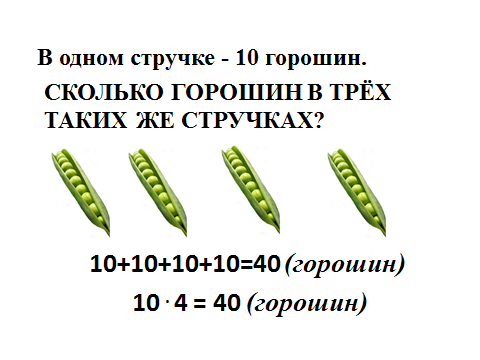 В одном стручке - 10 горошин.
СКОЛЬКО ГОРОШИН В ТРЁХ
ТАКИХ ЖЕ СТРУЧКАХ?
10+10+10+10=40 (горошин)
10 · 4 = 40 (горошин)